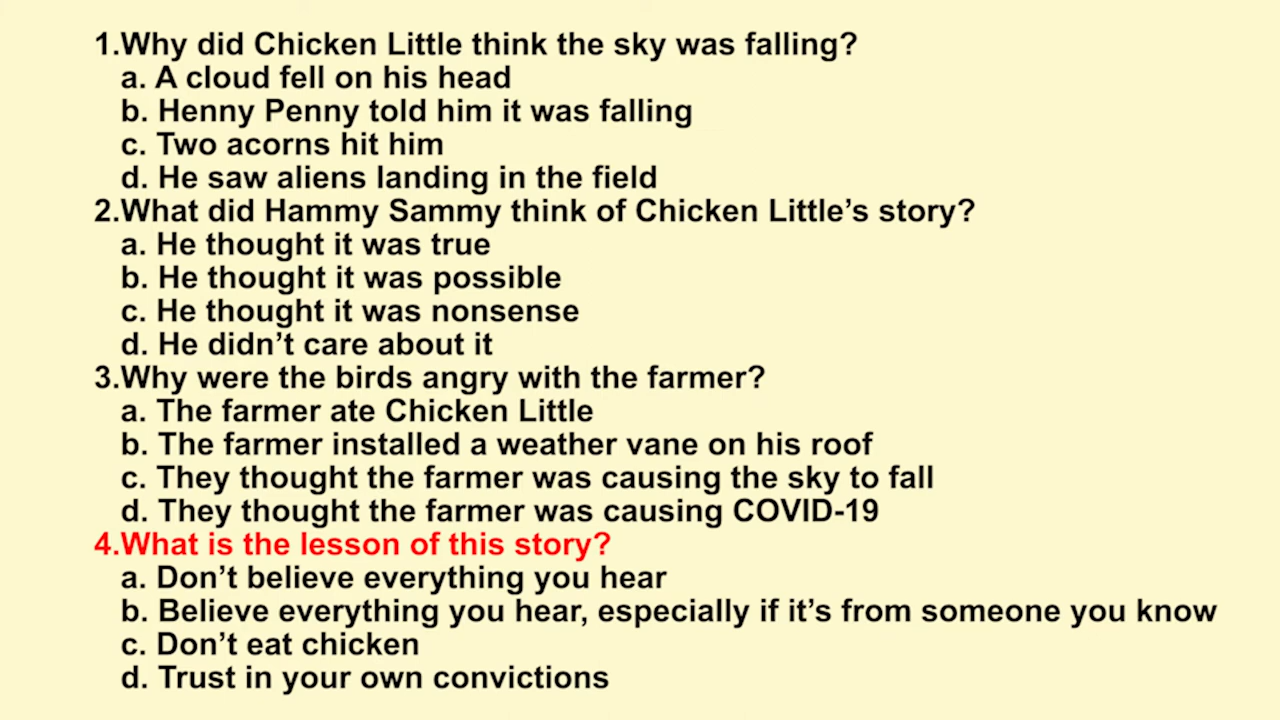 1.Why did Chicken Little think the sky was falling?
a. A cloud fell on his head
b. Henny Penny told him it was falling
c. Two acorns hit him
d. He saw aliens landing in the field
2.What did Hammy Sammy think of Chicken Little’s story?
a. He thought it was true
b. He thought it was possible
c. He thought it was nonsense
d. He didn’t care about it
3.Why were the birds angry with the farmer?
a. The farmer ate Chicken Little
b. The farmer installed a weather vane on his roof
c. They thought the farmer was causing the sky to fall
d. They thought the farmer was causing COVID-19
4.What is the lesson of this story?
a. Don’t believe everything you hear
b. Believe everything you hear, especially if it’s from someone you know
c. Don’t eat chicken
d. Trust in your own convictions